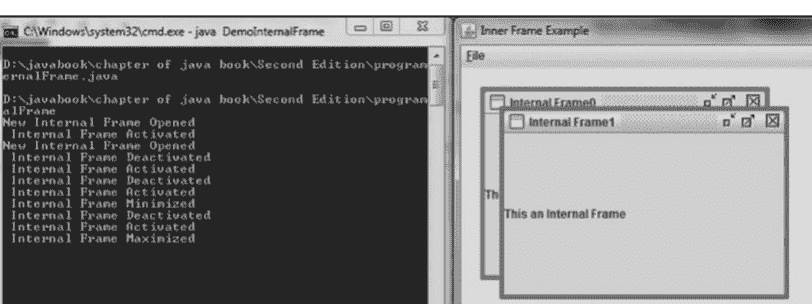 C:\Windows\system32\cmd.exe - java DemoInternalFrame
D:\javabook\chapter of java book\Second Edition\program
ernalFrame.java
D:\javabook\chapter of java book\Second Edition\program
alFrame
New Internal Frame Opened
Internal Frame Activated
New Internal Frame Opened
Internal Frame Deactivated
Internal Frame Activated
Internal Frame Deactivated
Internal Frame Activated
Internal Frame Minimized
Internal Frame Deactivated
Internal Frame Activated
Internal Frame Maximized
Inner Frame Example
File
Internal Frame0
Internal Frame1
Th
This an Internal Frame